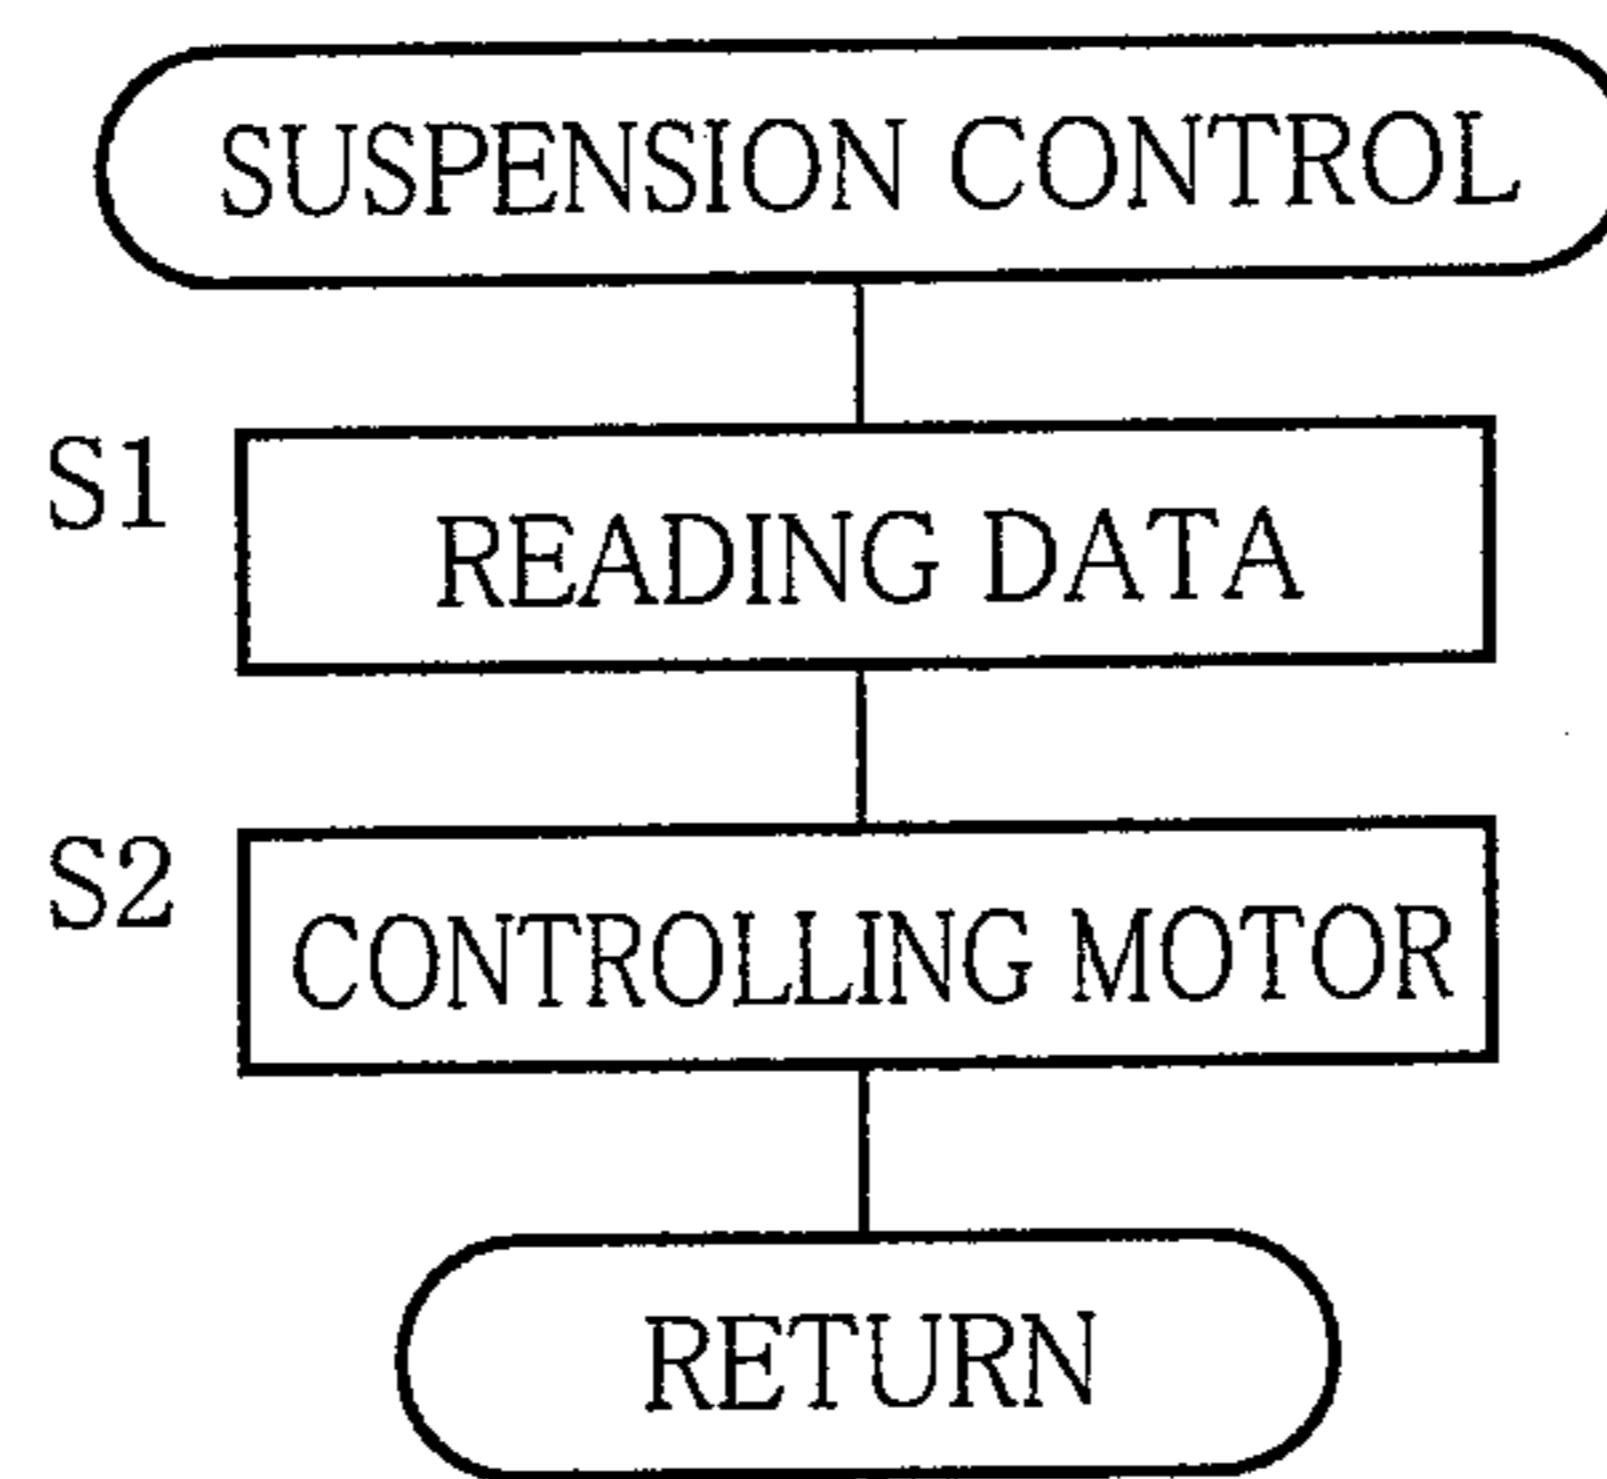 SUSPENSION CONTROL
S1
READING DATA
S2
CONTROLLING MOTOR
RETURN